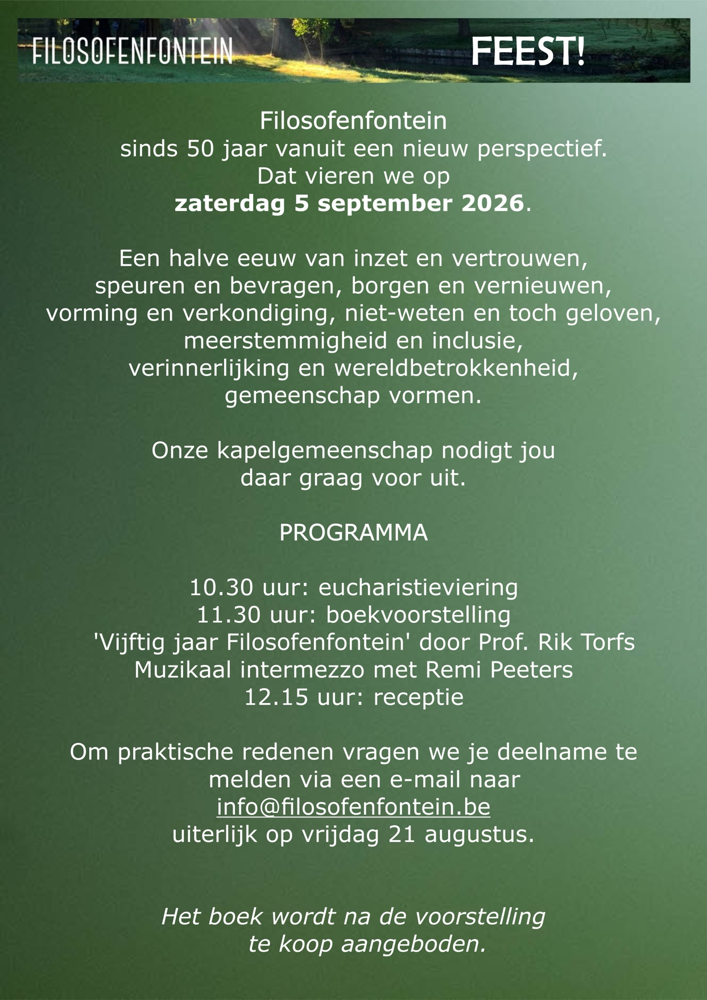 FILOSOFENFONTEIN FEEST!
Filosofenfontein
sinds 50 jaar vanuit een nieuw perspectief.
Dat vieren we op
zaterdag 5 september 2026.
Een halve eeuw van inzet en vertrouwen,
speuren en bevragen, borgen en vernieuwen,
vorming en verkondiging, niet-weten en toch geloven,
meerstemmigheid en inclusie,
verinnerlijking en wereldbetrokkenheid,
gemeenschap vormen.
Onze kapelgemeenschap nodigt jou
daar graag voor uit.
PROGRAMMA
10.30 uur: eucharistieviering
11.30 uur: boekvoorstelling
'Vijftig jaar Filosofenfontein' door Prof. Rik Torfs
Muzikaal intermezzo met Remi Peeters
12.15 uur: receptie
Om praktische redenen vragen we je deelname te
melden via een e-mail naar
info@filosofenfontein.be
uiterlijk op vrijdag 21 augustus.
Het boek wordt na de voorstelling
te koop aangeboden.